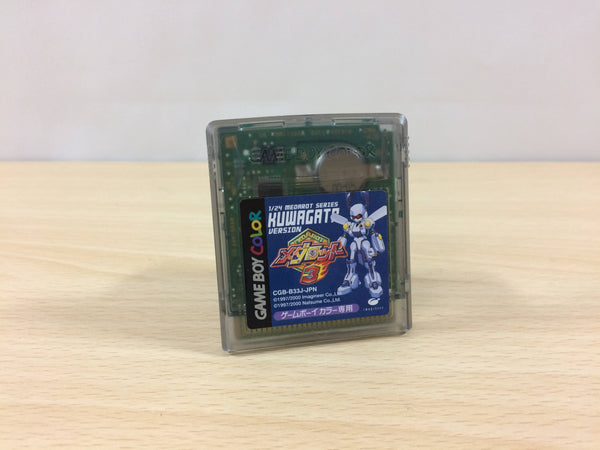 1/24 MEDAROT SERIES
KUWAGATA
VERSION
メダロット
3
GAME BOY COLOR
CGB-B33J-JPN
©1997/2000 Imagineer Co.,Ltd.
©1997/2000 Natsume Co.,Ltd.
ゲームボーイカラー専用